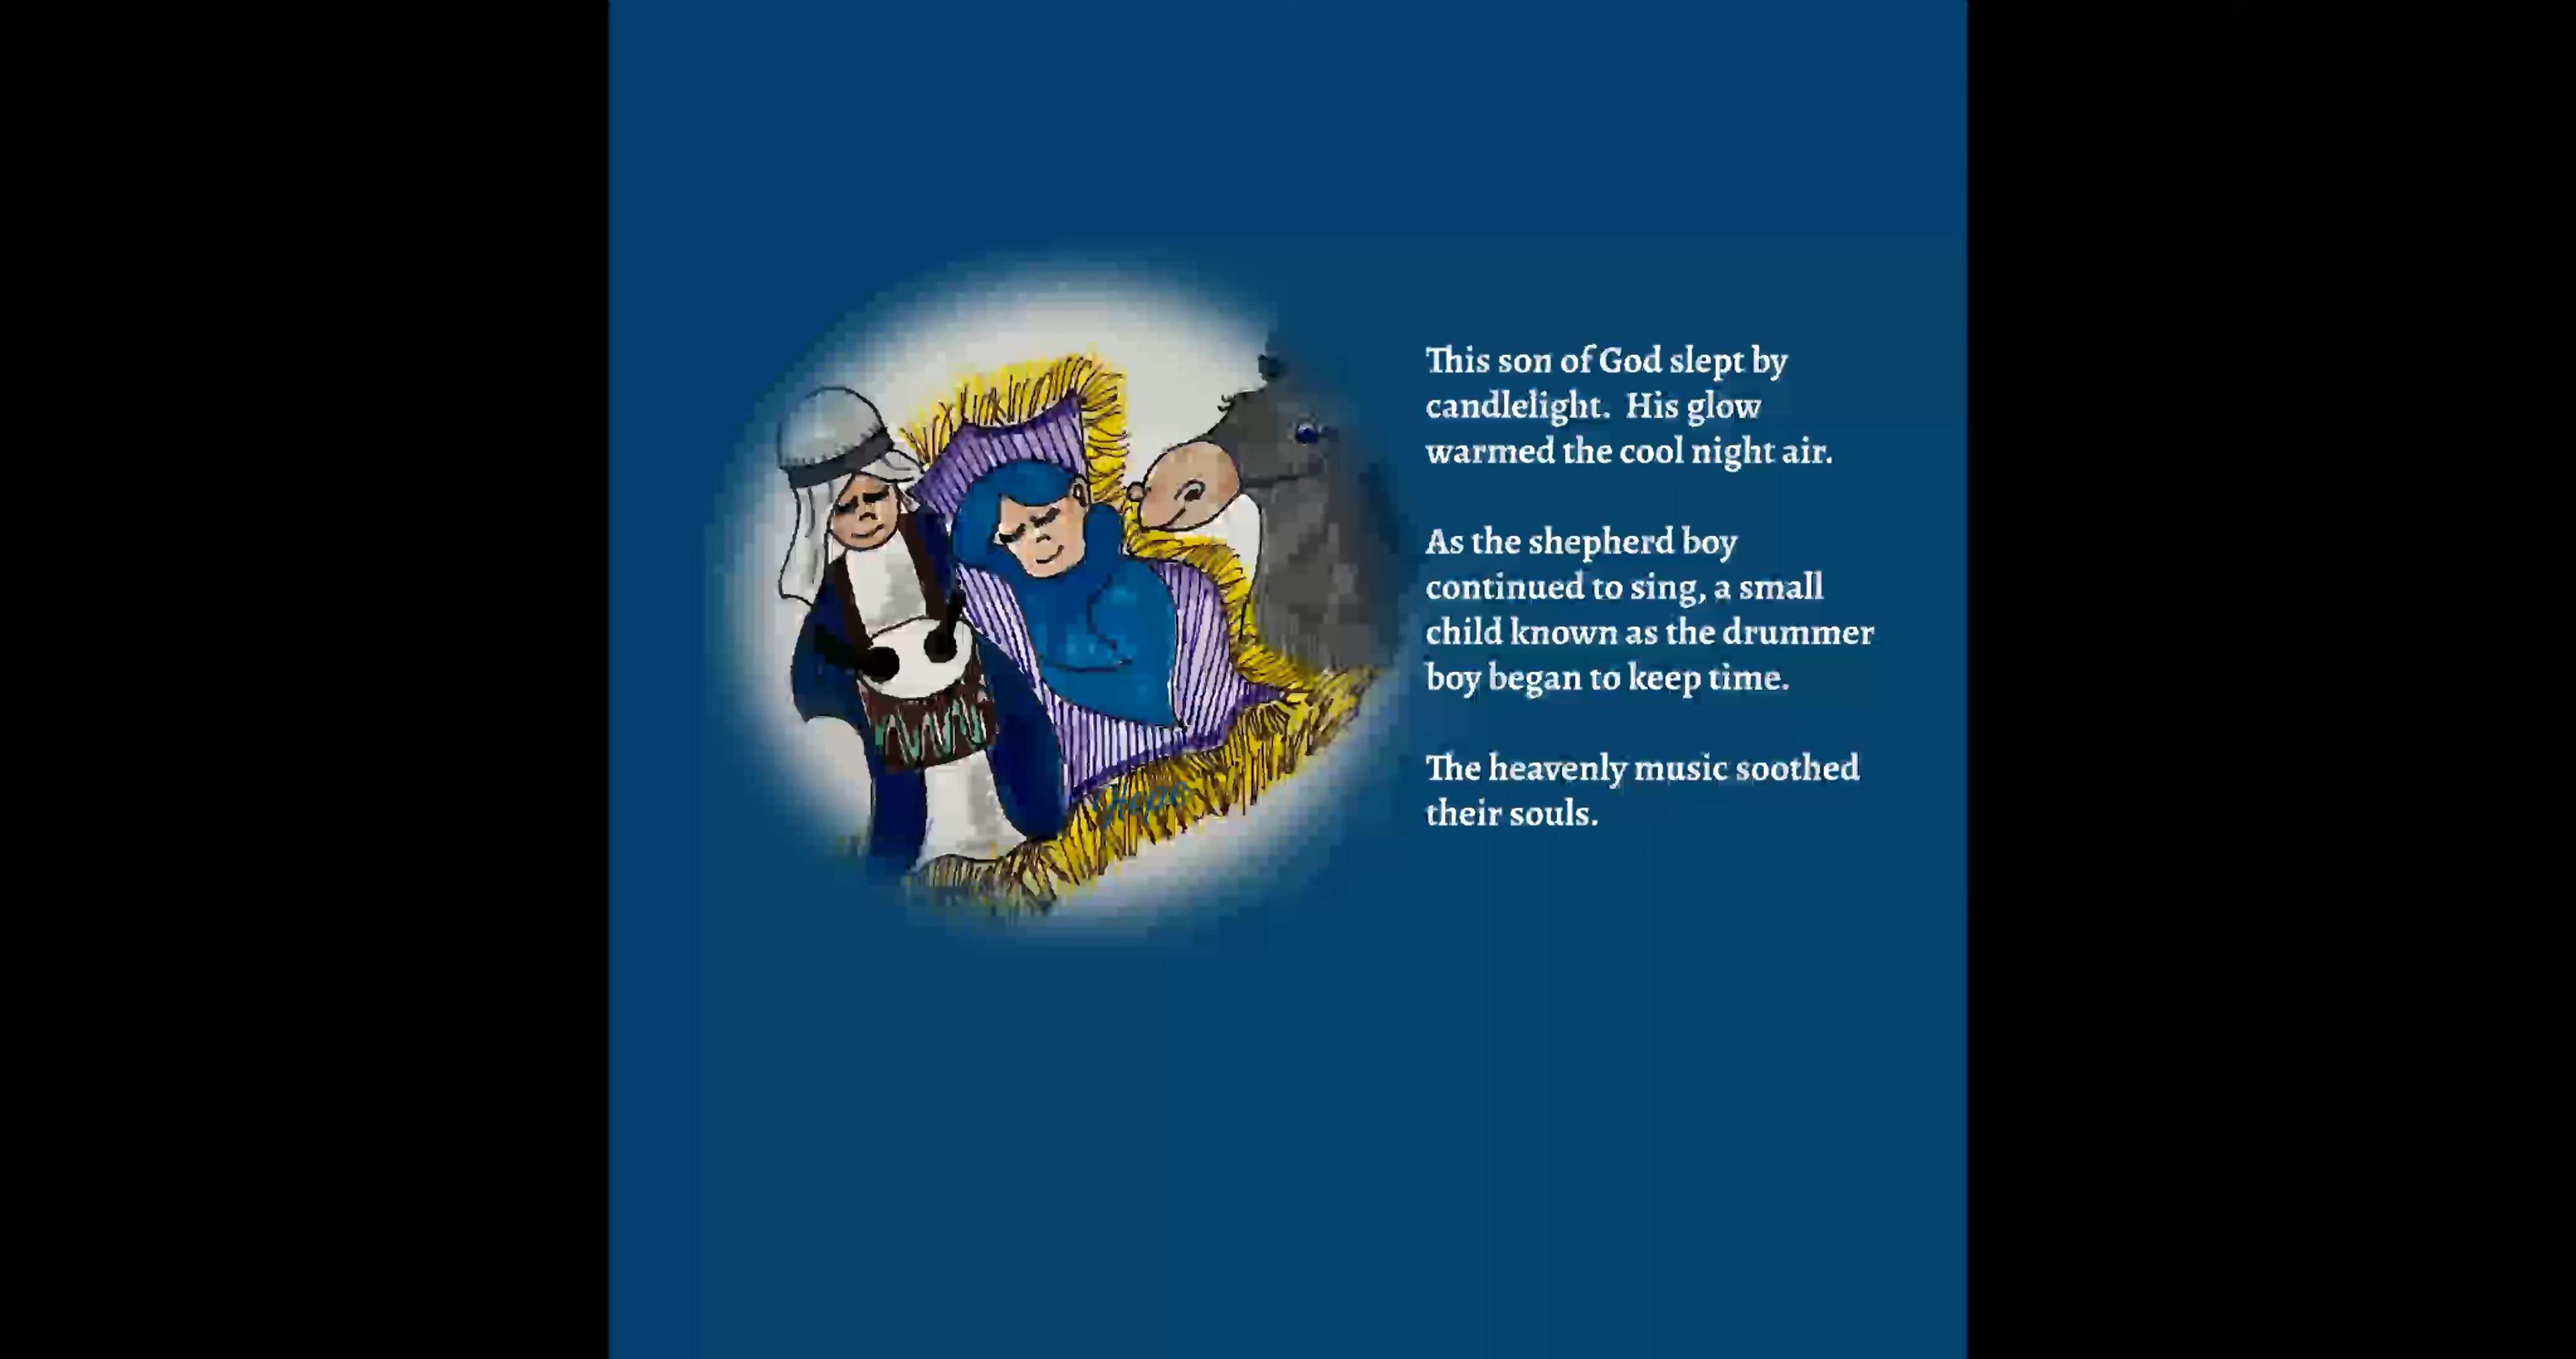 This son of God slept by
candlelight.  His glow
warmed the cool night air.
As the shepherd boy
continued to sing, a small
child known as the drummer
boy began to keep time.
The heavenly music soothed
their souls.